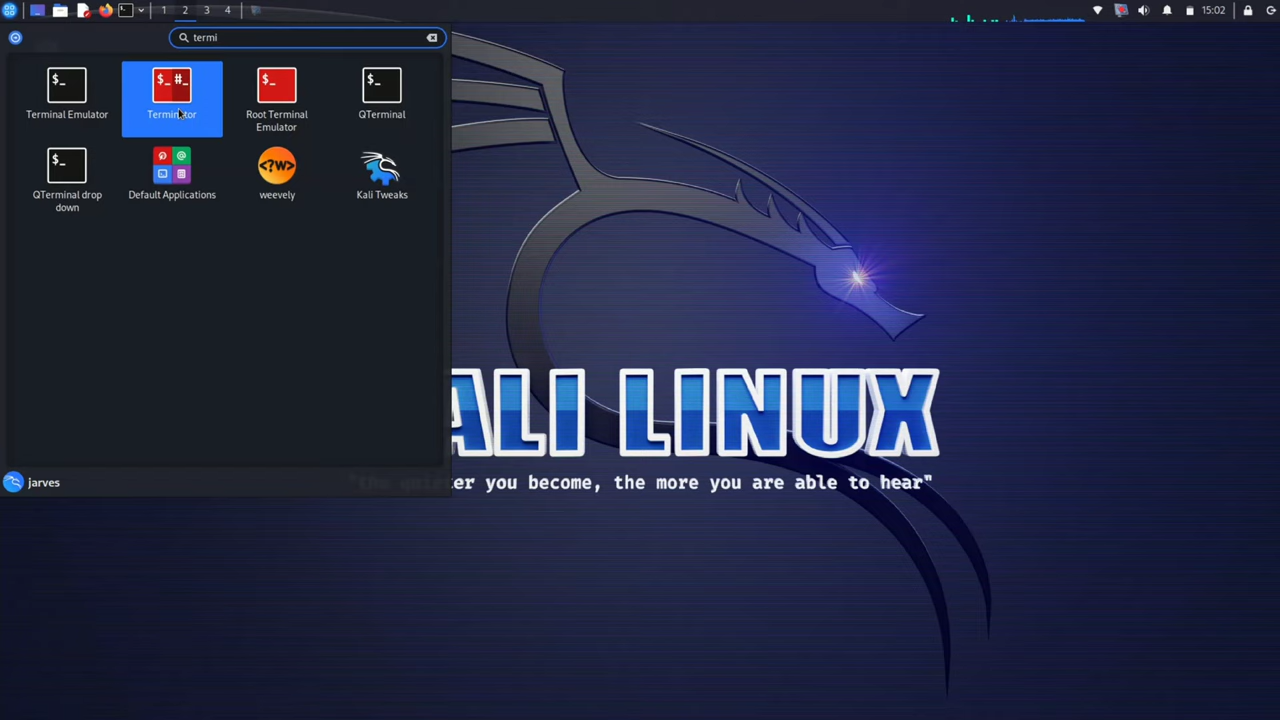 1 2 3 4 15:02
termi
Terminal Emulator
Terminator
Root Terminal
Emulator
QTerminal
QTerminal drop
down
Default Applications
weevely
Kali Tweaks
ALI LINUX
quieter you become, the more you are able to hear"
jarves